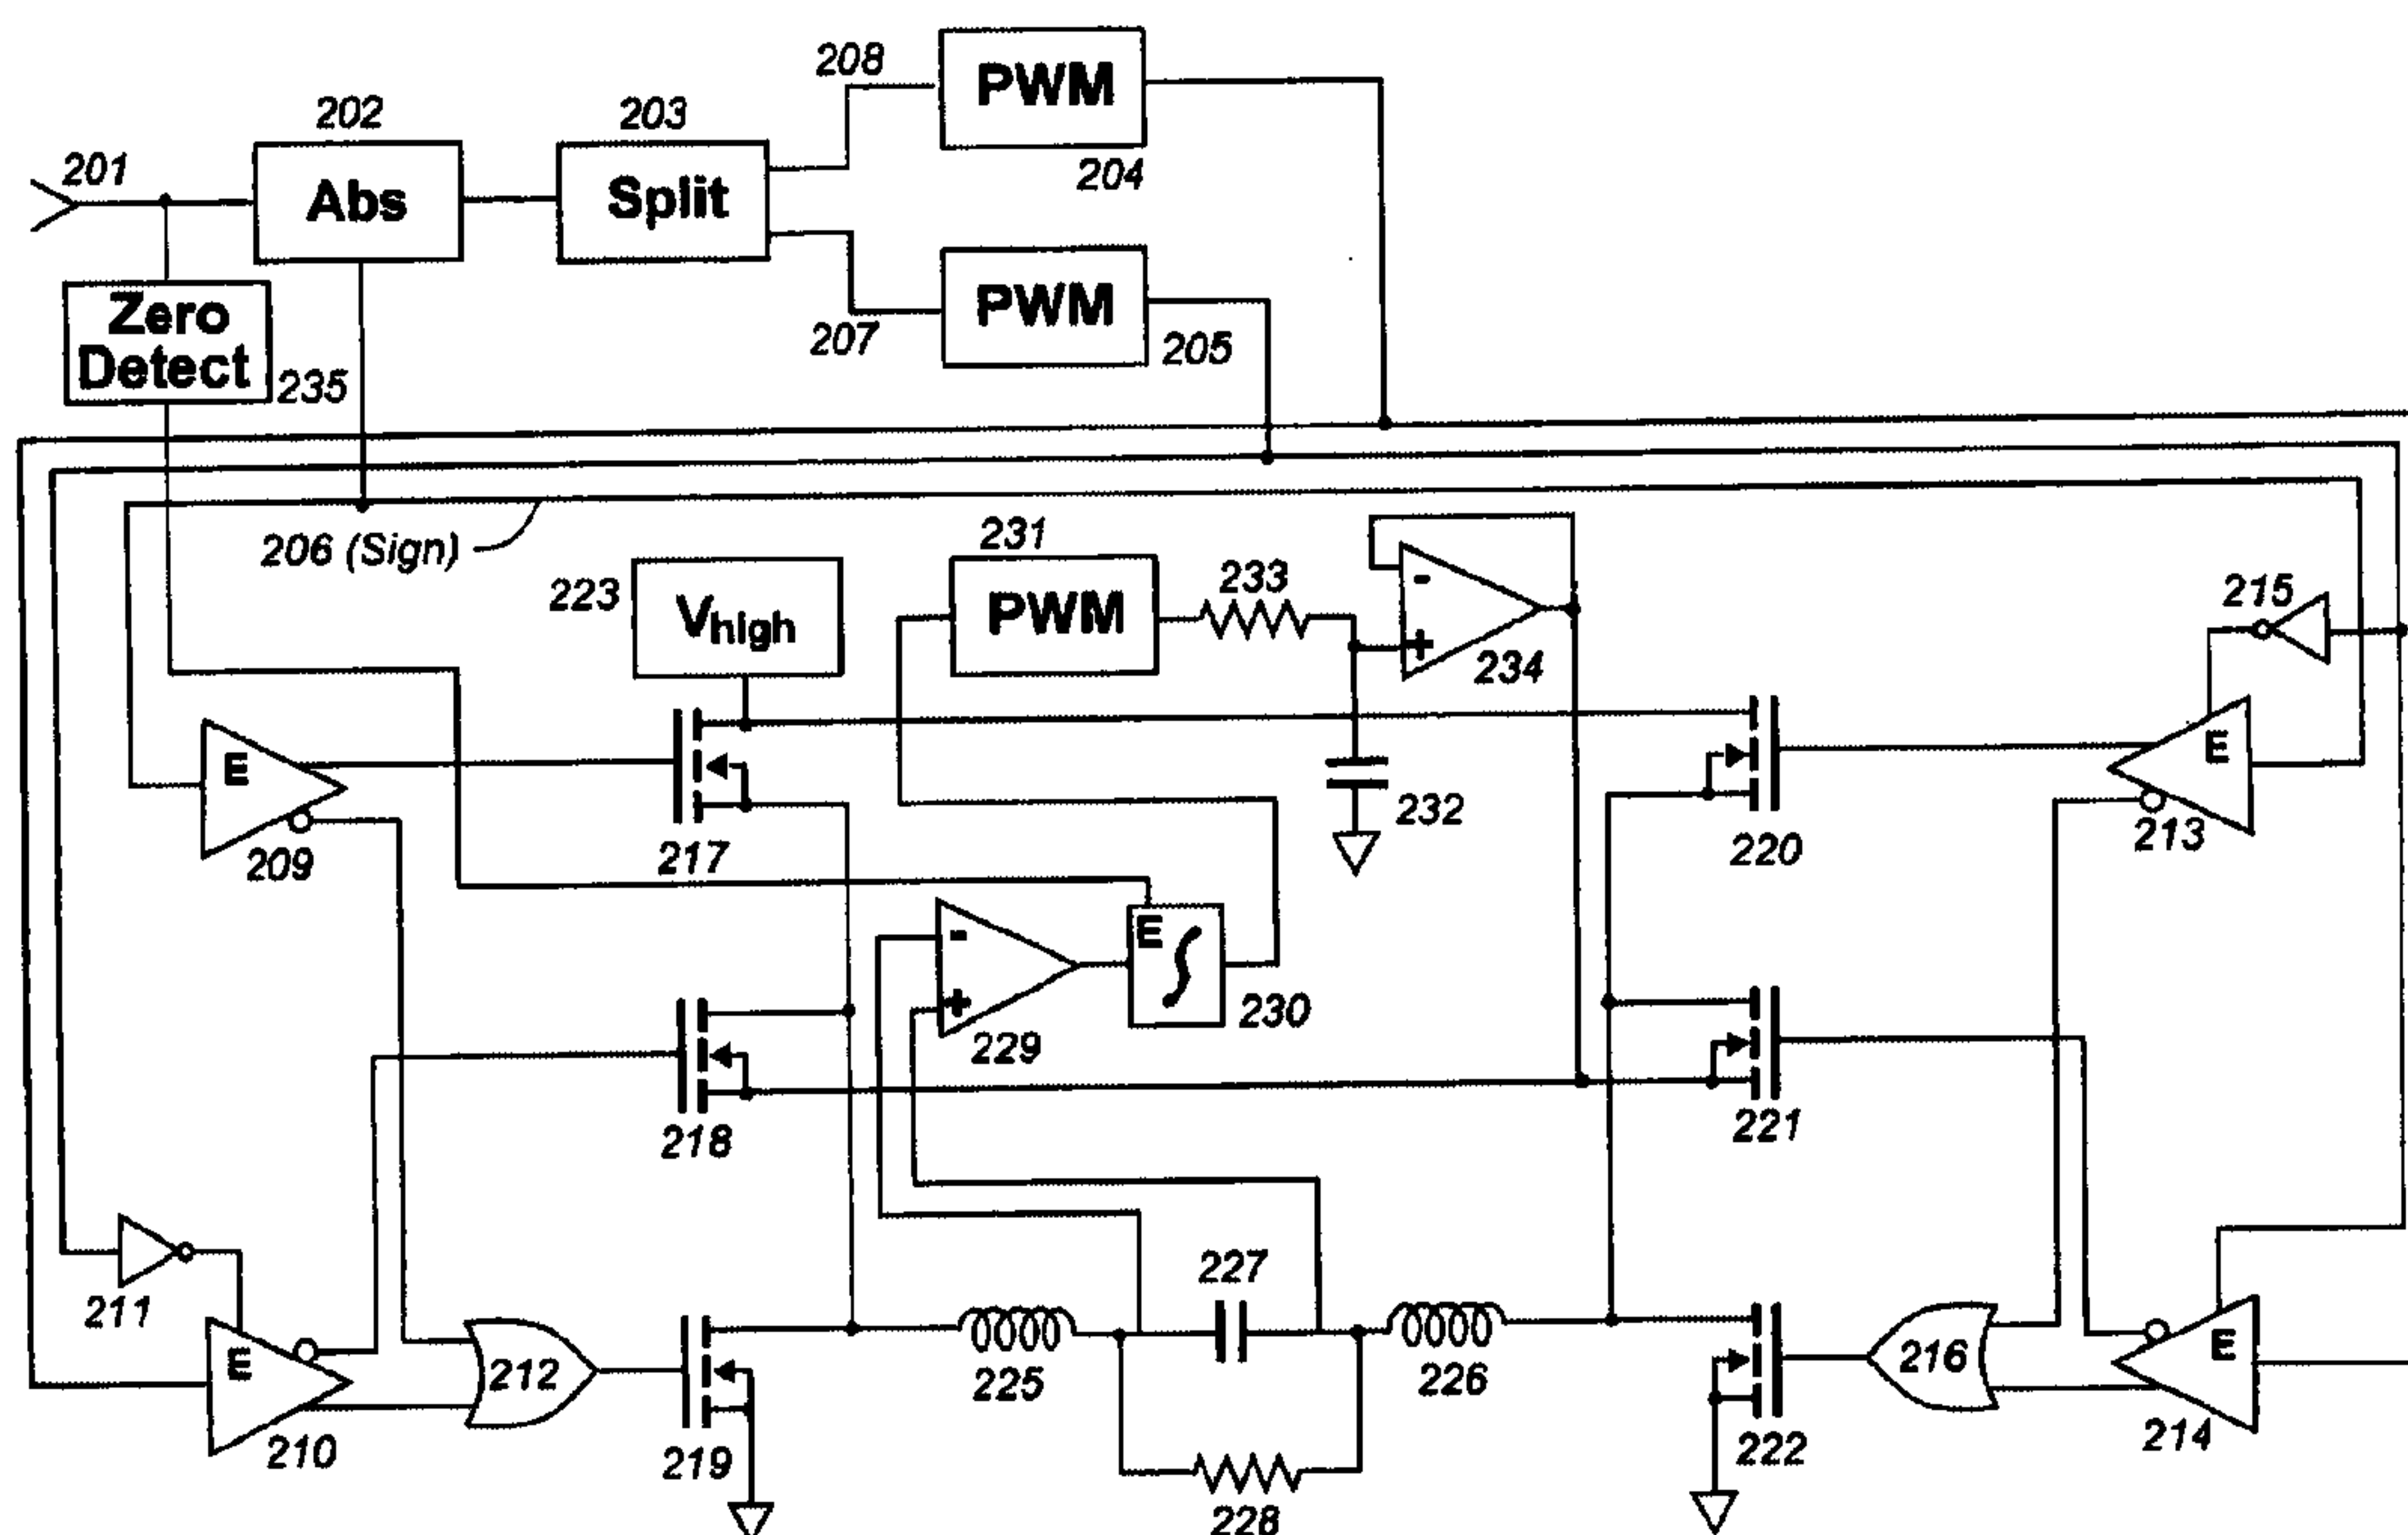 208
PWM
204
202
203
201
Abs
Split
Zero
Detect
235
207
PWM
205
206 (Sign)
223
Vhigh
231
PWM
233
-
+
234
232
215
E
209
217
220
E
213
-
+
229
E
∫
230
218
221
211
E
210
212
219
225
227
226
228
222
216
E
214